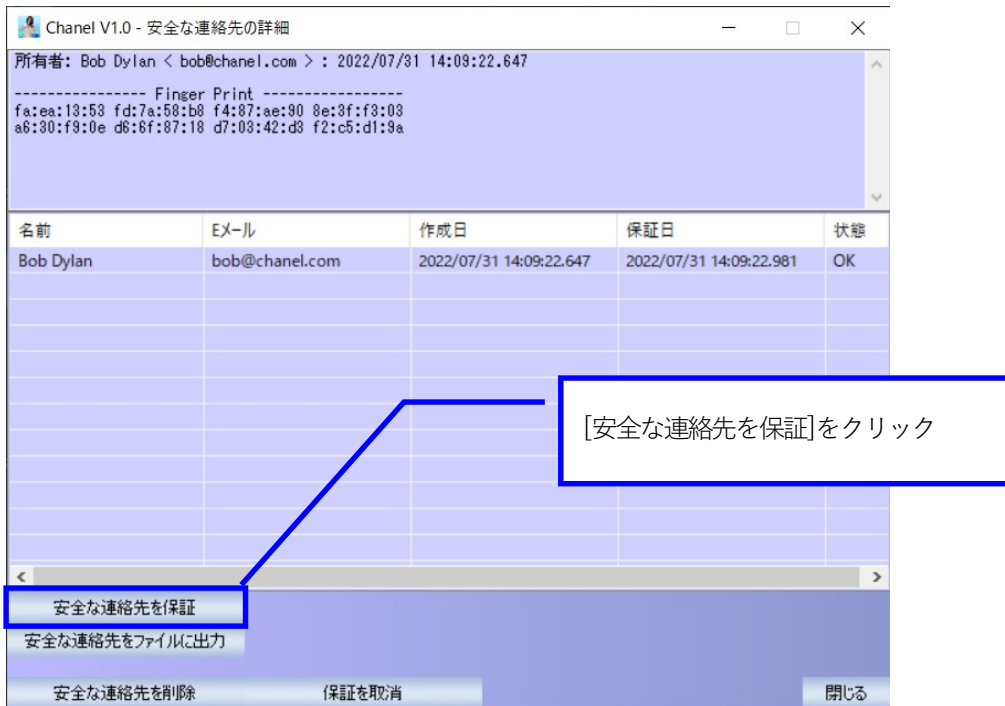 Chanel V1.0 - 安全な連絡先の詳細
所有者: Bob Dylan < bob@chanel.com > : 2022/07/31 14:09:22.647
---------------- Finger Print -----------------
fa:ea:13:53 fd:7a:58:b8 f4:87:ae:90 8e:3f:f3:03
a6:30:f9:0e d6:6f:87:18 d7:03:42:d3 f2:c5:d1:9a
名前 Eメール 作成日 保証日 状態
Bob Dylan bob@chanel.com 2022/07/31 14:09:22.647 2022/07/31 14:09:22.981 OK
[安全な連絡先を保証]をクリック
安全な連絡先を保証
安全な連絡先をファイルに出力
安全な連絡先を削除 保証を取消 閉じる